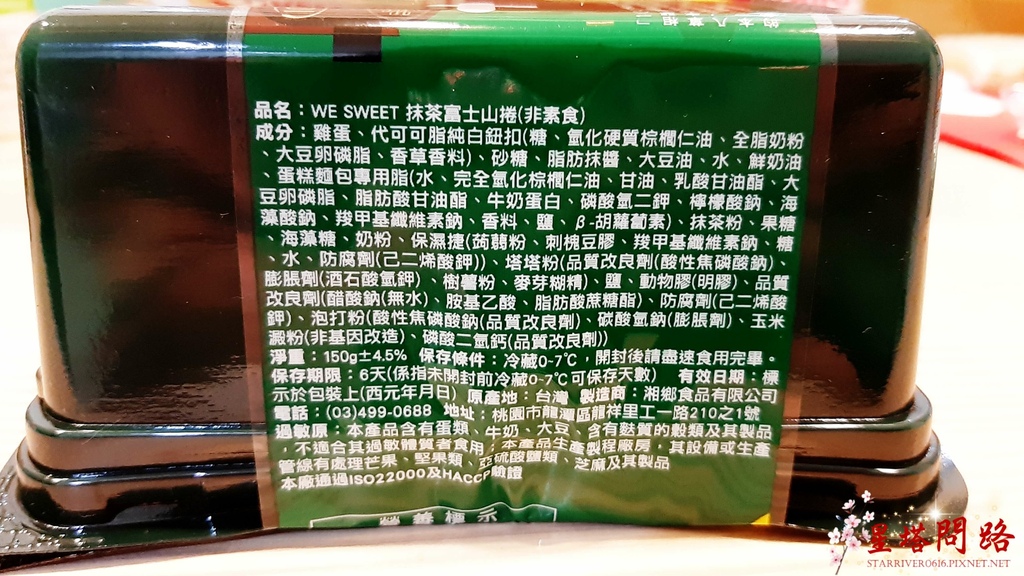 品名：WE SWEET 抹茶富士山捲(非素食)
成分：雞蛋、代可可脂純白鈕扣(糖、氫化硬質棕櫚仁油、全脂奶粉
、大豆卵磷脂、香草香料)、砂糖、脂肪抹醬、大豆油、水、鮮奶油
、蛋糕麵包專用脂(水、完全氫化棕櫚仁油、甘油、乳酸甘油酯、大
豆卵磷脂、脂肪酸甘油酯、牛奶蛋白、磷酸氫二鉀、檸檬酸鈉、海
藻酸鈉、羧甲基纖維素鈉、香料、鹽、β-胡蘿蔔素)、抹茶粉、果糖
、海藻糖、奶粉、保濕捷(蒟蒻粉、刺槐豆膠、羧甲基纖維素鈉、糖
、水、防腐劑(己二烯酸鉀))、塔塔粉(品質改良劑(酸性焦磷酸鈉)、
膨脹劑(酒石酸氫鉀)、樹薯粉、麥芽糊精)、鹽、動物膠(明膠)、品質
改良劑(醋酸鈉(無水)、胺基乙酸、脂肪酸蔗糖酯)、防腐劑(己二烯酸
鉀)、泡打粉(酸性焦磷酸鈉(品質改良劑)、碳酸氫鈉(膨脹劑)、玉米
澱粉(非基因改造)、磷酸二氫鈣(品質改良劑))
淨重：150g±4.5% 保存條件：冷藏0~7℃，開封後請盡速食用完畢。
保存期限：6天(係指未開封前冷藏0~7℃可保存天數) 有效日期：標
示於包裝上(西元年月日) 原產地：台灣 製造商：湘鄉食品有限公司
電話：(03)499-0688 地址：桃園市龍潭區龍祥里工一路210之1號
過敏原：本產品含有蛋類、牛奶、大豆、含有麩質的穀類及其製品
，不適合其過敏體質者食用，本產品生產製程廠房，其設備或生產
管線有處理芒果、堅果類、亞硫酸鹽類、芝麻及其製品
本廠通過ISO22000及HACCP驗證
營養標示
星塔問路
STARRIVER0616.PIXNET.NET